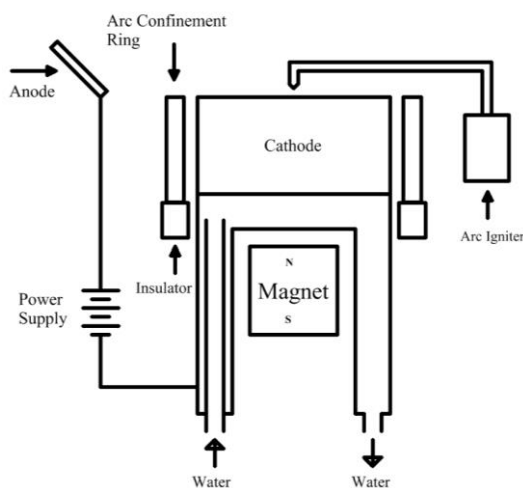 Arc Confinement
Ring
Anode
Cathode
Arc Igniter
Insulator
N
Magnet
S
Power
Supply
Water
Water